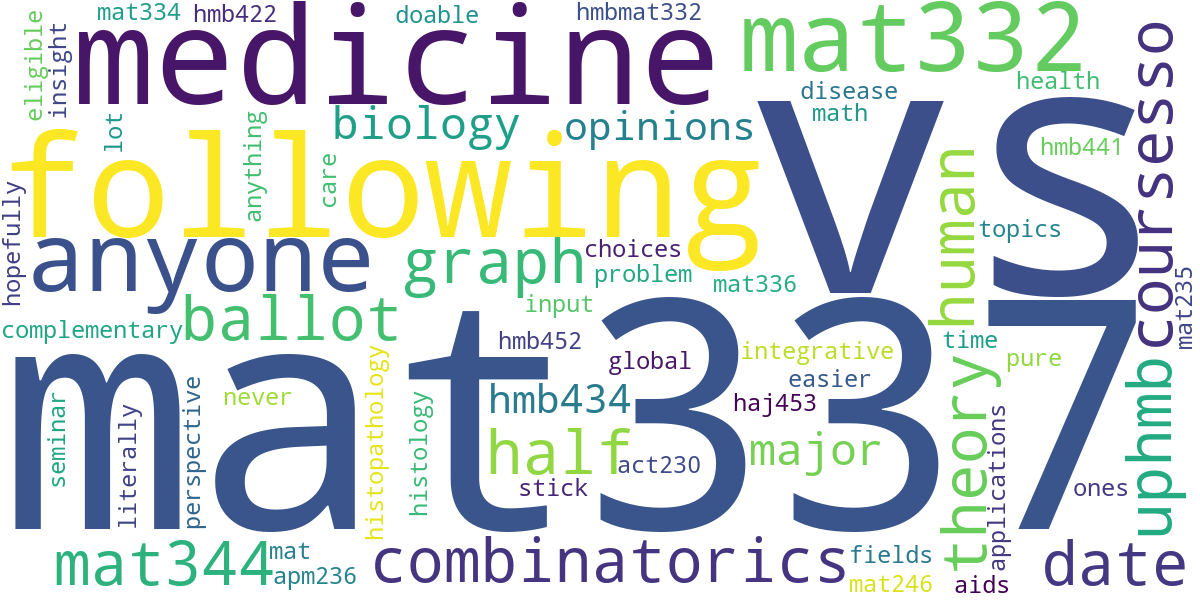 mat334
hmb422
doable
hmbmat332
medicine
mat332
eligible
insight
coursesso
health
disease
math
vs
lot
anything
biology
opinions
hmb441
following
care
human
hopefully
anyone
graph
choices
topics
problem
mat336
mat235
complementary
ballot
input
mat337
hmb452
global
integrative
time
easier
pure
theory
uphmb
seminar
literally
perspective
never
histopathology
histology
hmb434
haj453
half
act230
major
applications
stick
ones
mat344
mat
apm236
combinatorics
fields
mat246
aids
date